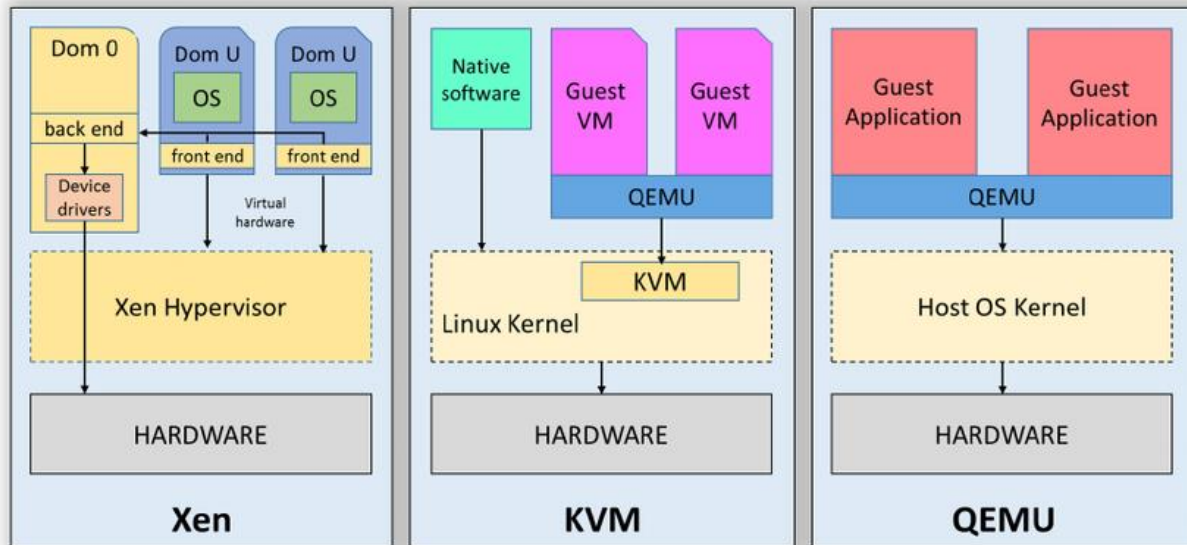 Dom 0
back end
Device
drivers
Dom U
OS
front end
Dom U
OS
front end
Virtual
hardware
Xen Hypervisor
HARDWARE
Xen
Native
software
Guest
VM
Guest
VM
QEMU
KVM
Linux Kernel
HARDWARE
KVM
Guest
Application
Guest
Application
QEMU
Host OS Kernel
HARDWARE
QEMU